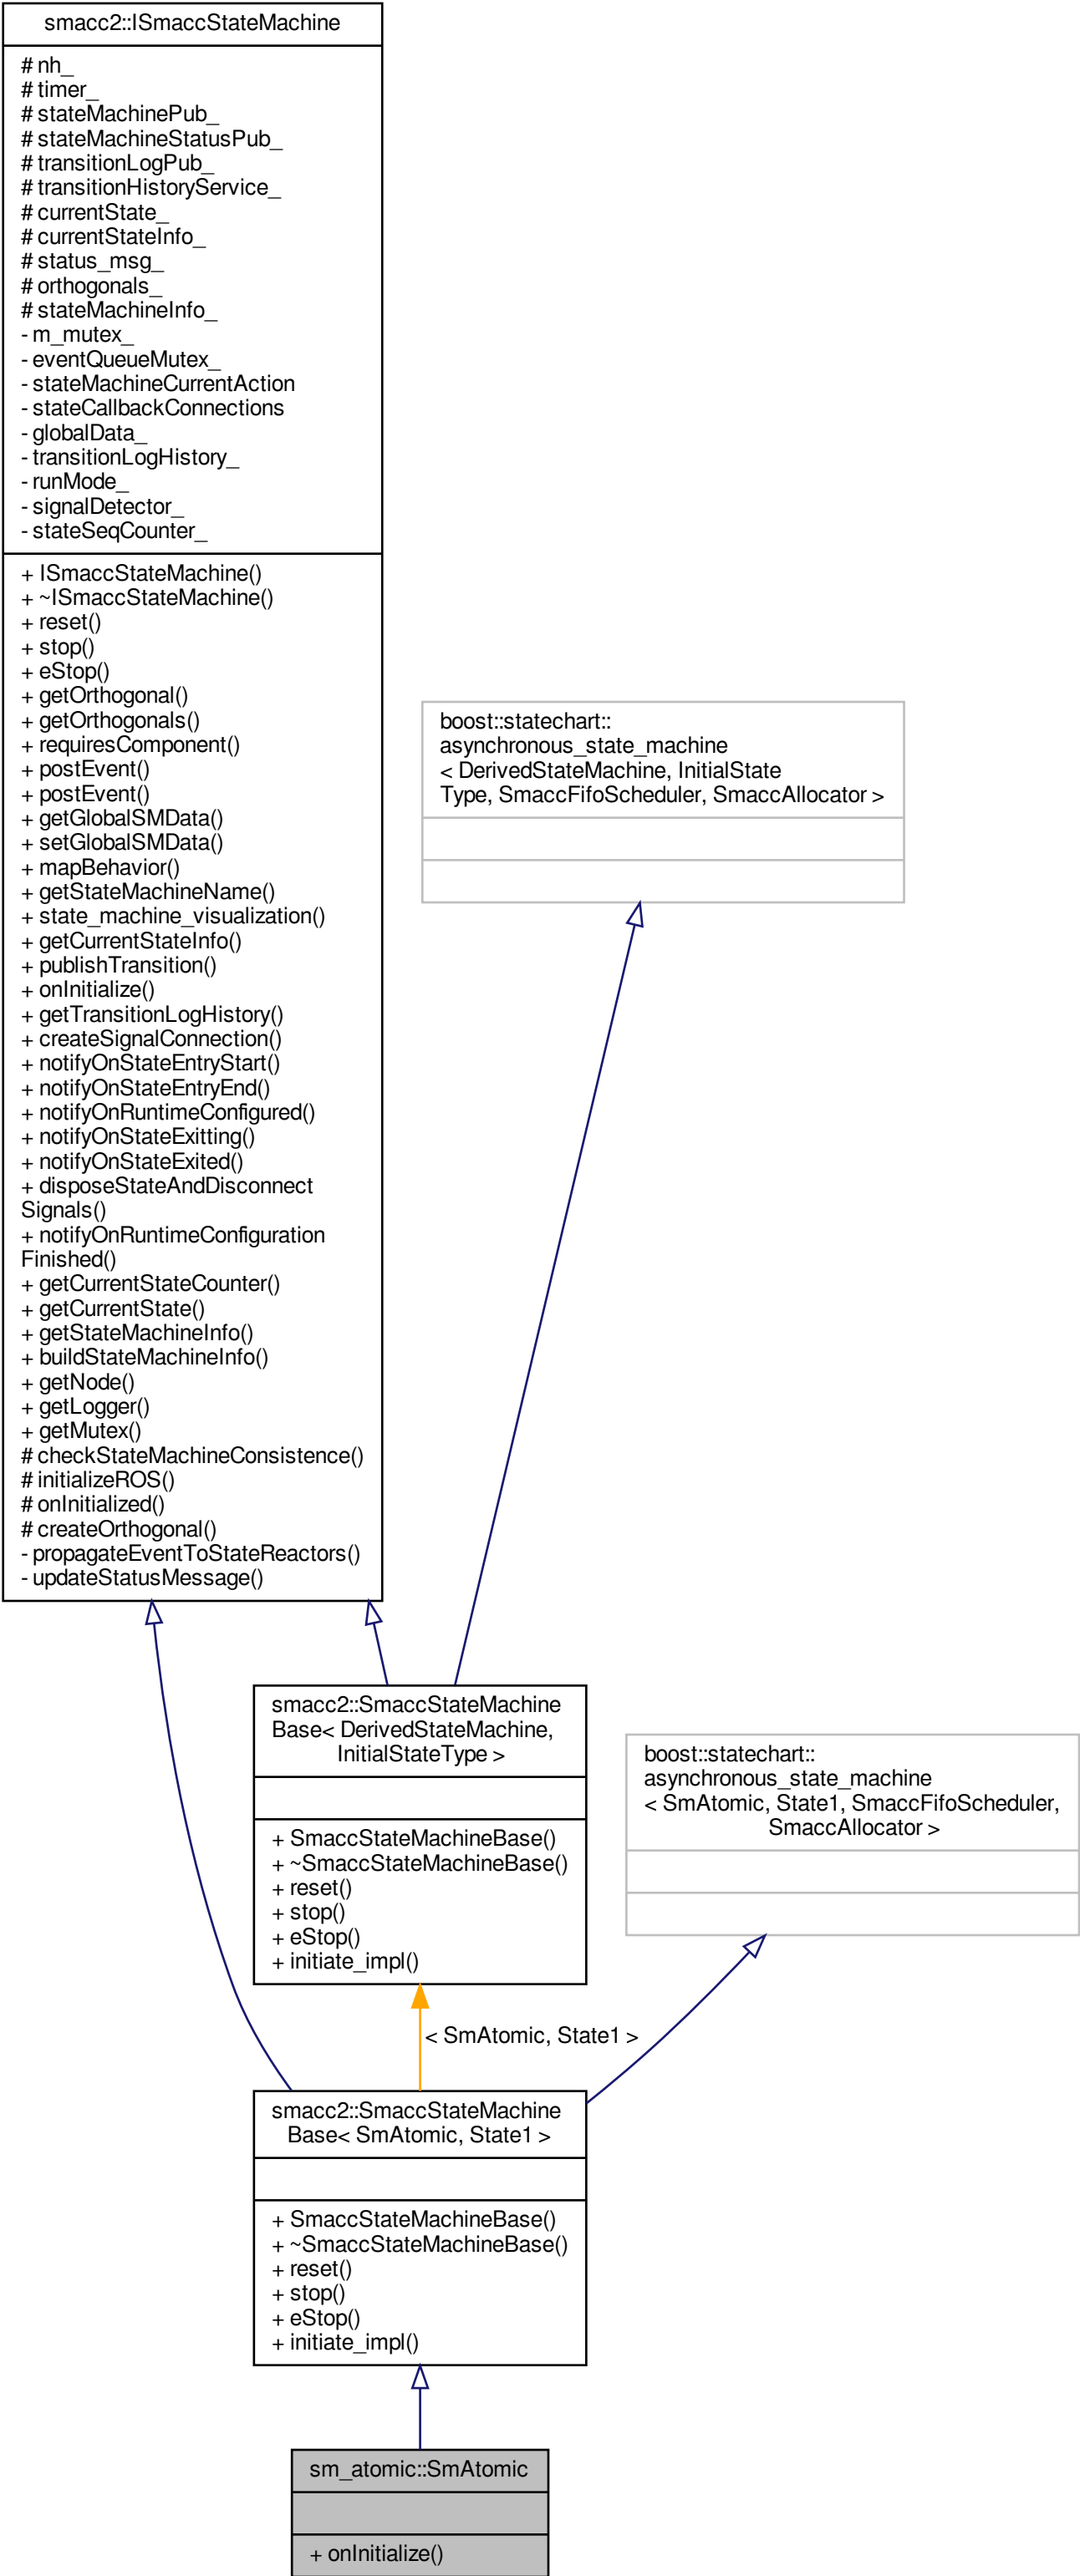 smacc2::ISmaccStateMachine
# nh_
# timer_
# stateMachinePub_
# stateMachineStatusPub_
# transitionLogPub_
# transitionHistoryService_
# currentState_
# currentStateInfo_
# status_msg_
# orthogonals_
# stateMachineInfo_
- m_mutex_
- eventQueueMutex_
- stateMachineCurrentAction
- stateCallbackConnections
- globalData_
- transitionLogHistory_
- runMode_
- signalDetector_
- stateSeqCounter_
+ ISmaccStateMachine()
+ ~ISmaccStateMachine()
+ reset()
+ stop()
+ eStop()
+ getOrthogonal()
+ getOrthogonals()
+ requiresComponent()
+ postEvent()
+ postEvent()
+ getGlobalSMData()
+ setGlobalSMData()
+ mapBehavior()
+ getStateMachineName()
+ state_machine_visualization()
+ getCurrentStateInfo()
+ publishTransition()
+ onInitialize()
+ getTransitionLogHistory()
+ createSignalConnection()
+ notifyOnStateEntryStart()
+ notifyOnStateEntryEnd()
+ notifyOnRuntimeConfigured()
+ notifyOnStateExitting()
+ notifyOnStateExited()
+ disposeStateAndDisconnect
Signals()
+ notifyOnRuntimeConfiguration
Finished()
+ getCurrentStateCounter()
+ getCurrentState()
+ getStateMachineInfo()
+ buildStateMachineInfo()
+ getNode()
+ getLogger()
+ getMutex()
# checkStateMachineConsistence()
# initializeROS()
# onInitialized()
# createOrthogonal()
- propagateEventToStateReactors()
- updateStatusMessage()
boost::statechart::
asynchronous_state_machine
< DerivedStateMachine, InitialState
Type, SmaccFifoScheduler, SmaccAllocator >
smacc2::SmaccStateMachine
Base< DerivedStateMachine,
InitialStateType >
+ SmaccStateMachineBase()
+ ~SmaccStateMachineBase()
+ reset()
+ stop()
+ eStop()
+ initiate_impl()
boost::statechart::
asynchronous_state_machine
< SmAtomic, State1, SmaccFifoScheduler,
SmaccAllocator >
< SmAtomic, State1 >
smacc2::SmaccStateMachine
Base< SmAtomic, State1 >
+ SmaccStateMachineBase()
+ ~SmaccStateMachineBase()
+ reset()
+ stop()
+ eStop()
+ initiate_impl()
sm_atomic::SmAtomic
+ onInitialize()